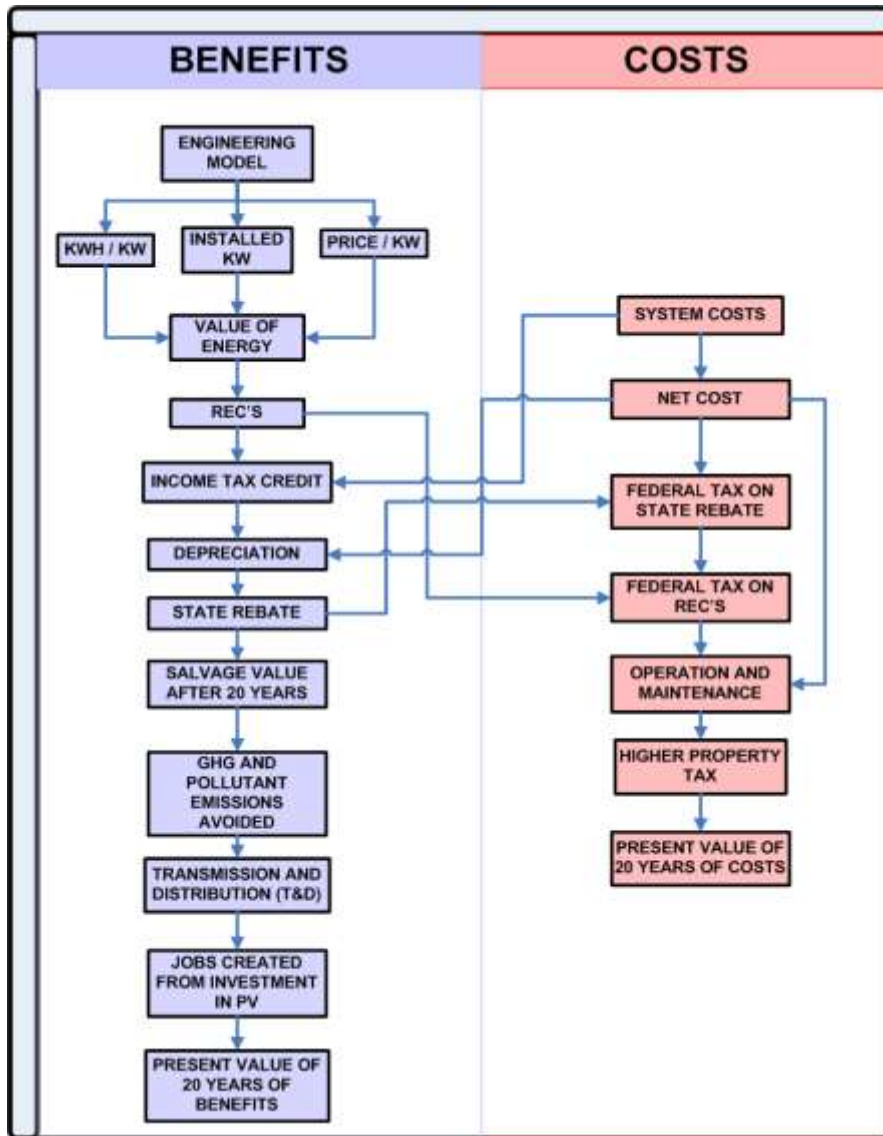 BENEFITS
COSTS
ENGINEERING
MODEL
KWH / KW
INSTALLED
KW
PRICE / KW
VALUE OF
ENERGY
REC'S
INCOME TAX CREDIT
DEPRECIATION
STATE REBATE
SALVAGE VALUE
AFTER 20 YEARS
GHG AND
POLLUTANT
EMISSIONS
AVOIDED
TRANSMISSION AND
DISTRIBUTION (T&D)
JOBS CREATED
FROM INVESTMENT
IN PV
PRESENT VALUE OF
20 YEARS OF
BENEFITS
SYSTEM COSTS
NET COST
FEDERAL TAX ON
STATE REBATE
FEDERAL TAX ON
REC'S
OPERATION AND
MAINTENANCE
HIGHER PROPERTY
TAX
PRESENT VALUE OF
20 YEARS OF COSTS